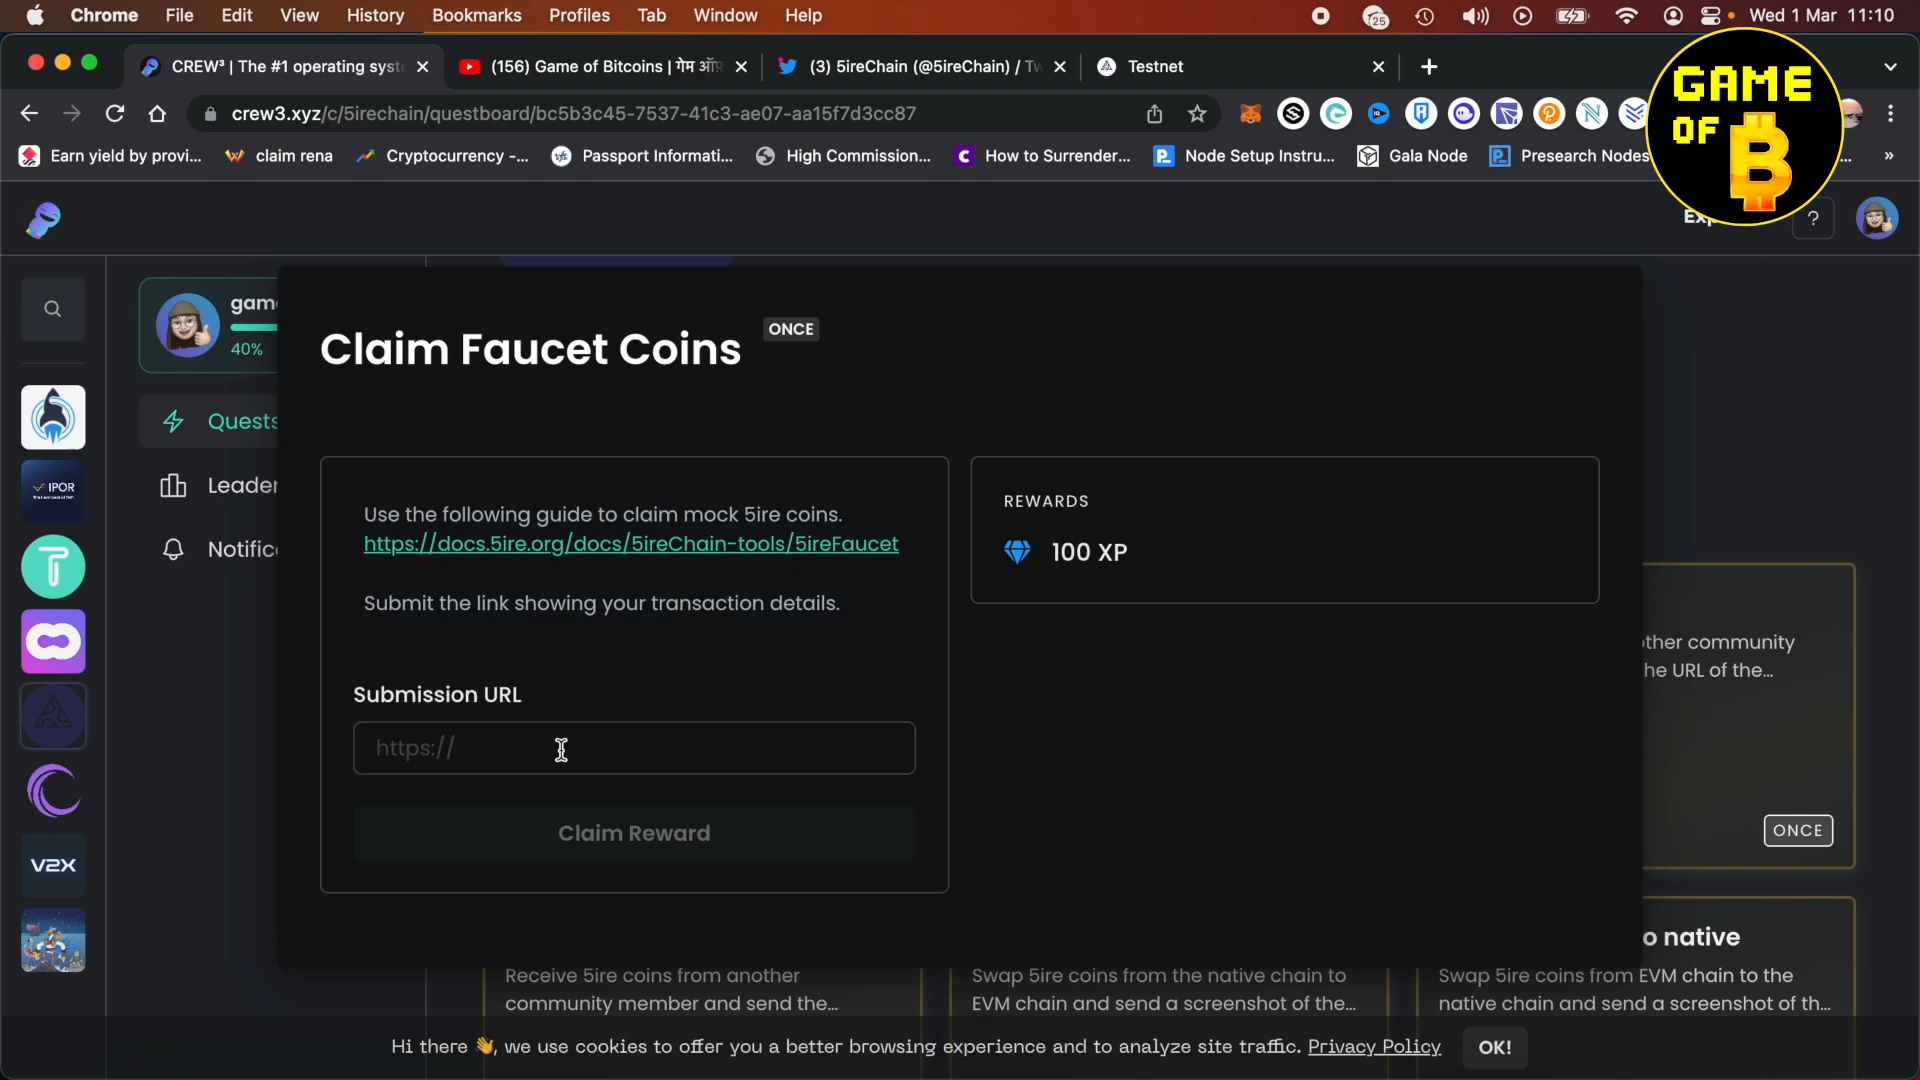 Chrome File Edit View History Bookmarks Profiles Tab Window Help
25
Wed 1 Mar 11:10
CREW³ | The #1 operating syst
(156) Game of Bitcoins | गेम ऑफ़
(3) 5ireChain (@5ireChain) / Tw
Testnet
crew3.xyz/c/5irechain/questboard/bc5b3c45-7537-41c3-ae07-aa15f7d3cc87
Earn yield by provi...
claim rena
Cryptocurrency -...
Passport Informati...
High Commission...
How to Surrender...
Node Setup Instru...
Gala Node
Presearch Nodes
GAME
OF
B
?
game
40%
Quests
Leader
Notific
IPOR
V2X
Claim Faucet Coins
ONCE
Use the following guide to claim mock 5ire coins.
https://docs.5ire.org/docs/5ireChain-tools/5ireFaucet
Submit the link showing your transaction details.
Submission URL
https://
Claim Reward
REWARDS
100 XP
ther community
he URL of the...
ONCE
Receive 5ire coins from another
community member and send the...
Swap 5ire coins from the native chain to
EVM chain and send a screenshot of the...
o native
Swap 5ire coins from EVM chain to the
native chain and send a screenshot of th...
Hi there 👋, we use cookies to offer you a better browsing experience and to analyze site traffic. Privacy Policy
OK!